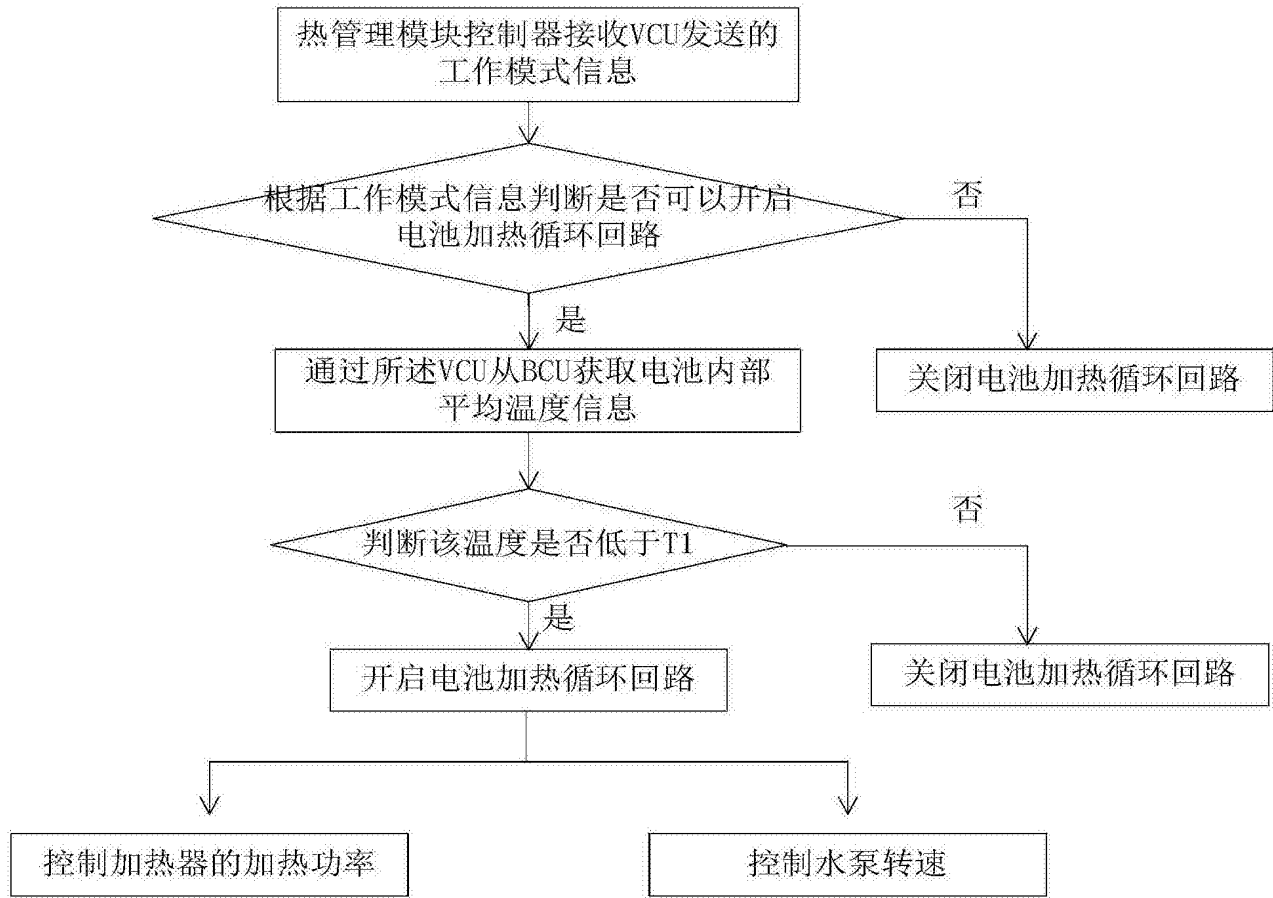 热管理模块控制器接收VCU发送的
工作模式信息
根据工作模式信息判断是否可以开启
电池加热循环回路
否
是
通过所述VCU从BCU获取电池内部
平均温度信息
关闭电池加热循环回路
判断该温度是否低于T1
否
是
开启电池加热循环回路
关闭电池加热循环回路
控制加热器的加热功率
控制水泵转速